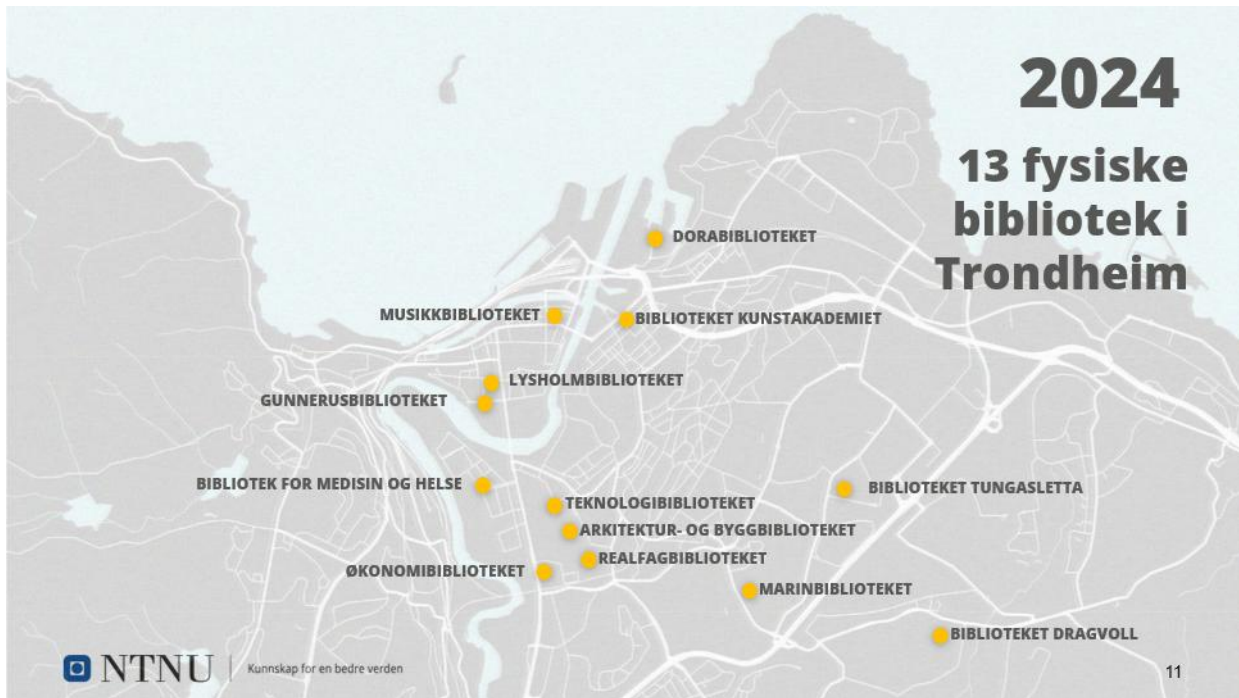 2024
13 fysiske
bibliotek i
Trondheim
DORABIBLIOTEKET
MUSIKKBIBLIOTEKET
BIBLIOTEKET KUNSTAKADEMIET
LYSHOLMBIBLIOTEKET
GUNNERUSBIBLIOTEKET
BIBLIOTEK FOR MEDISIN OG HELSE
BIBLIOTEKET TUNGASLETTA
TEKNOLOGIBIBLIOTEKET
ARKITEKTUR- OG BYGGBIBLIOTEKET
REALFAGBIBLIOTEKET
ØKONOMIBIBLIOTEKET
MARINBIBLIOTEKET
BIBLIOTEKET DRAGVOLL
NTNU
Kunnskap for en bedre verden
11